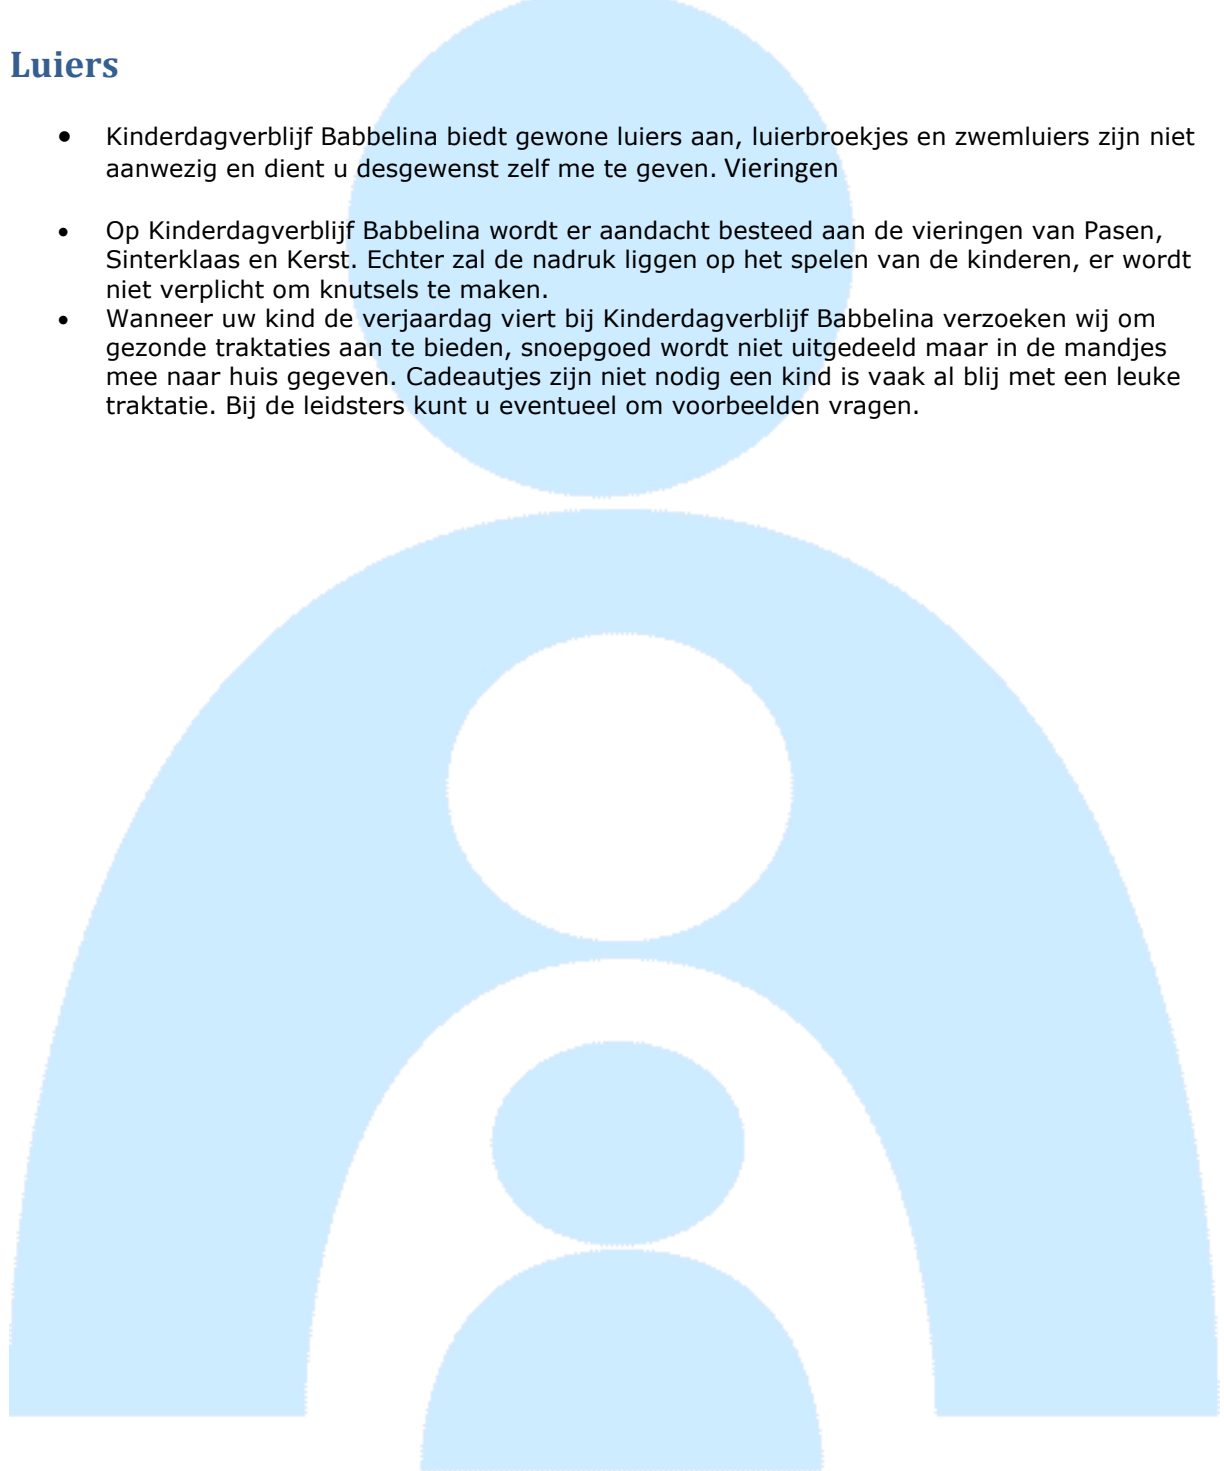 Luiers
• Kinderdagverblijf Babbelina biedt gewone luiers aan, luierbroekjes en zwemluiers zijn niet
aanwezig en dient u desgewenst zelf me te geven. Vieringen
• Op Kinderdagverblijf Babbelina wordt er aandacht besteed aan de vieringen van Pasen,
Sinterklaas en Kerst. Echter zal de nadruk liggen op het spelen van de kinderen, er wordt
niet verplicht om knutsels te maken.
• Wanneer uw kind de verjaardag viert bij Kinderdagverblijf Babbelina verzoeken wij om
gezonde traktaties aan te bieden, snoepgoed wordt niet uitgedeeld maar in de mandjes
mee naar huis gegeven. Cadeautjes zijn niet nodig een kind is vaak al blij met een leuke
traktatie. Bij de leidsters kunt u eventueel om voorbeelden vragen.